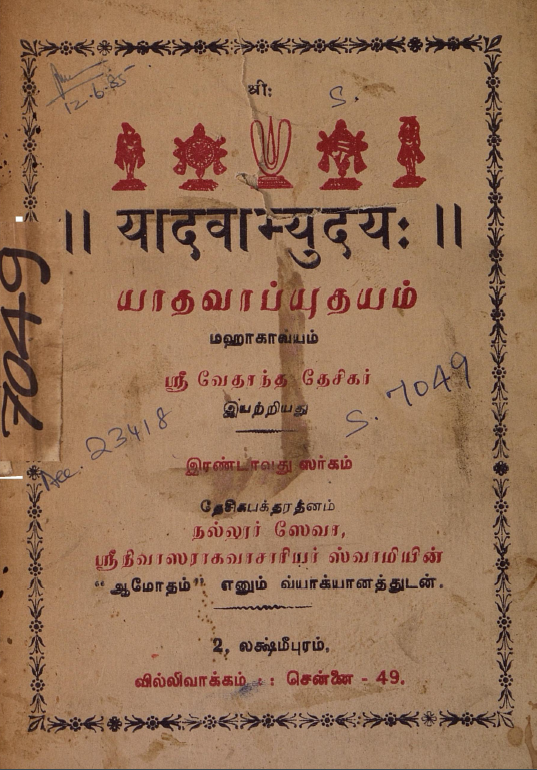 श्रीः
S.
12-6-85
॥ यादवाभ्युदयः ॥
யாதவாப்யுதயம்
மஹாகாவ்யம்
ஸ்ரீ வேதாந்த தேசிகர்
இயற்றியது
7049
S. 7049
Acc. 23418
இரண்டாவது ஸர்கம்
தேசிகபக்தரத்னம்
நல்லூர் ஸேவா,
ஸ்ரீநிவாஸராகவாசாரியர் ஸ்வாமியின்
“ஆமோதம்” எனும் வ்யாக்யானத்துடன்.
2, லக்ஷ்மீபுரம்,
வில்லிவாக்கம் :: சென்னை - 49.